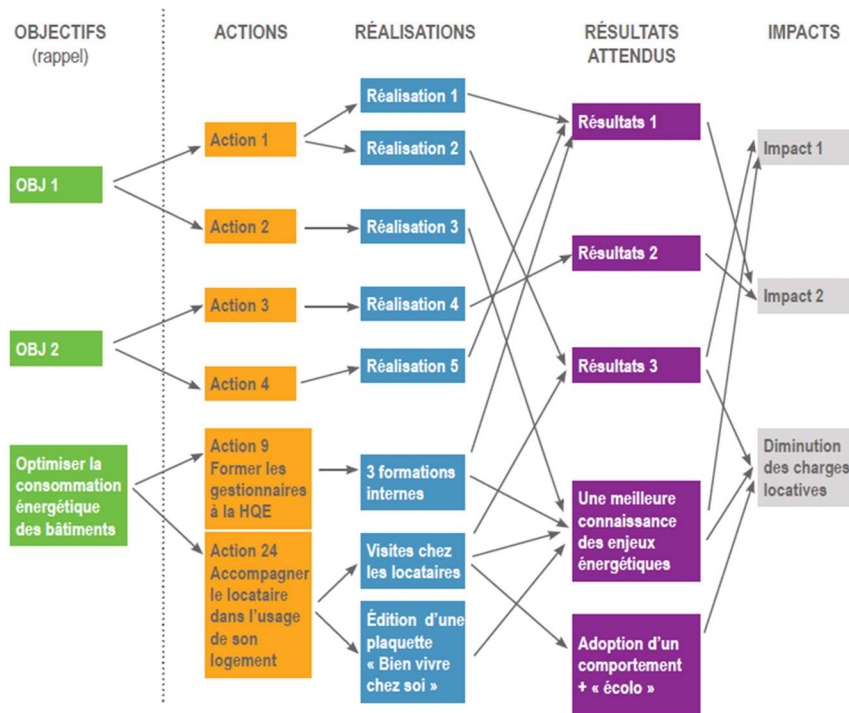 OBJECTIFS
(rappel)
ACTIONS
RÉALISATIONS
RÉSULTATS
ATTENDUS
IMPACTS
OBJ 1
OBJ 2
Optimiser la
consommation
énergétique
des bâtiments
Action 1
Action 2
Action 3
Action 4
Action 9
Former les
gestionnaires
à la HQE
Action 24
Accompagner
le locataire
dans l'usage
de son
logement
Réalisation 1
Réalisation 2
Réalisation 3
Réalisation 4
Réalisation 5
3 formations
internes
Visites chez
les locataires
Édition d'une
plaquette
« Bien vivre
chez soi »
Résultats 1
Résultats 2
Résultats 3
Une meilleure
connaissance
des enjeux
énergétiques
Adoption d'un
comportement
+ « écolo »
Impact 1
Impact 2
Diminution
des charges
locatives